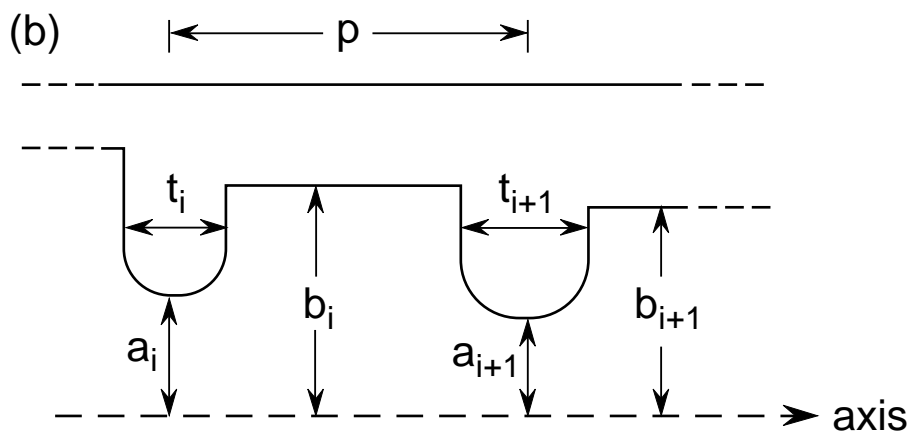 (b) p
t_i t_{i+1}
b_i b_{i+1}
a_i a_{i+1}
axis